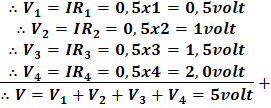 ∴ V₁ = IR₁ = 0,5x1 = 0,5volt
∴ V₂ = IR₂ = 0,5x2 = 1volt
∴ V₃ = IR₃ = 0,5x3 = 1,5volt
∴ V₄ = IR₄ = 0,5x4 = 2,0volt
+
∴ V = V₁ + V₂ + V₃ + V₄ = 5volt